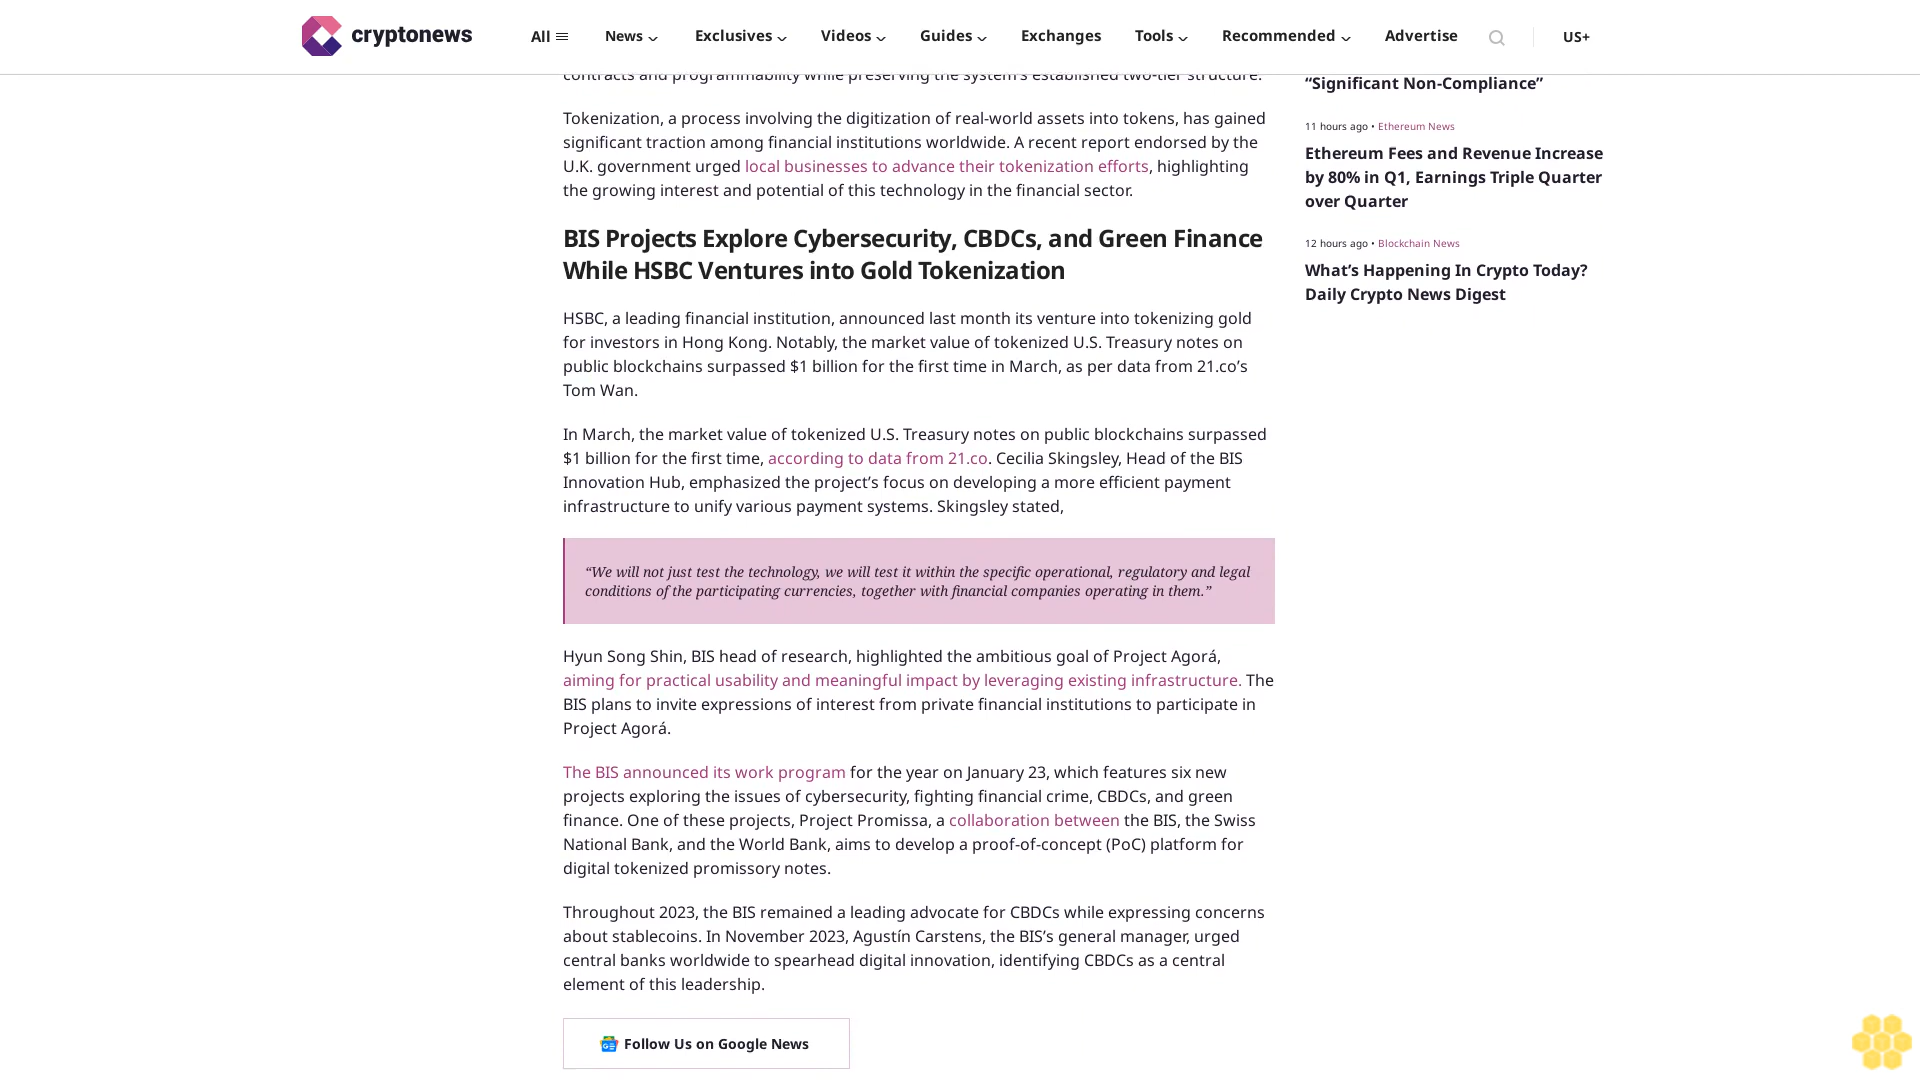 cryptonews
All
News
Exclusives
Videos
Guides
Exchanges
Tools
Recommended
Advertise
US+
contracts and programmability while preserving the system's established two-tier structure.
Tokenization, a process involving the digitization of real-world assets into tokens, has gained
significant traction among financial institutions worldwide. A recent report endorsed by the
U.K. government urged local businesses to advance their tokenization efforts, highlighting
the growing interest and potential of this technology in the financial sector.
BIS Projects Explore Cybersecurity, CBDCs, and Green Finance
While HSBC Ventures into Gold Tokenization
HSBC, a leading financial institution, announced last month its venture into tokenizing gold
for investors in Hong Kong. Notably, the market value of tokenized U.S. Treasury notes on
public blockchains surpassed $1 billion for the first time in March, as per data from 21.co’s
Tom Wan.
In March, the market value of tokenized U.S. Treasury notes on public blockchains surpassed
$1 billion for the first time, according to data from 21.co. Cecilia Skingsley, Head of the BIS
Innovation Hub, emphasized the project’s focus on developing a more efficient payment
infrastructure to unify various payment systems. Skingsley stated,
“We will not just test the technology, we will test it within the specific operational, regulatory and legal
conditions of the participating currencies, together with financial companies operating in them.”
Hyun Song Shin, BIS head of research, highlighted the ambitious goal of Project Agorá,
aiming for practical usability and meaningful impact by leveraging existing infrastructure. The
BIS plans to invite expressions of interest from private financial institutions to participate in
Project Agorá.
The BIS announced its work program for the year on January 23, which features six new
projects exploring the issues of cybersecurity, fighting financial crime, CBDCs, and green
finance. One of these projects, Project Promissa, a collaboration between the BIS, the Swiss
National Bank, and the World Bank, aims to develop a proof-of-concept (PoC) platform for
digital tokenized promissory notes.
Throughout 2023, the BIS remained a leading advocate for CBDCs while expressing concerns
about stablecoins. In November 2023, Agustín Carstens, the BIS’s general manager, urged
central banks worldwide to spearhead digital innovation, identifying CBDCs as a central
element of this leadership.
Follow Us on Google News
“Significant Non-Compliance”
11 hours ago • Ethereum News
Ethereum Fees and Revenue Increase
by 80% in Q1, Earnings Triple Quarter
over Quarter
12 hours ago • Blockchain News
What’s Happening In Crypto Today?
Daily Crypto News Digest